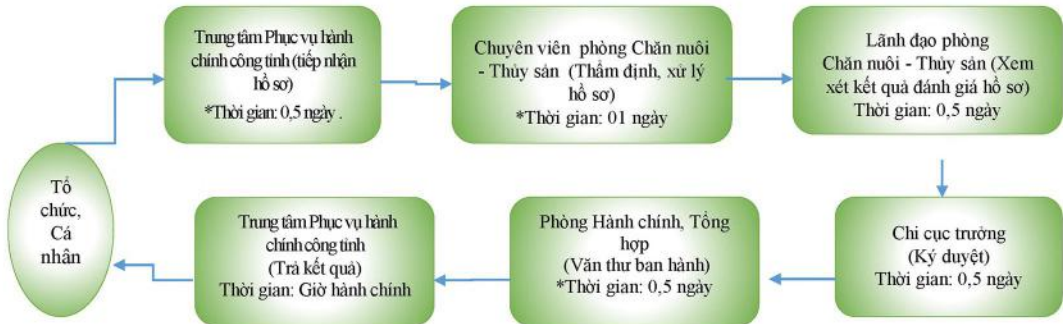 Trung tâm Phục vụ hành
chính công tỉnh (tiếp nhận
hồ sơ)
*Thời gian: 0,5 ngày .
Chuyên viên phòng Chăn nuôi
- Thủy sản (Thẩm định, xử lý
hồ sơ)
*Thời gian: 01 ngày
Lãnh đạo phòng
Chăn nuôi - Thủy sản (Xem
xét kết quả đánh giá hồ sơ)
Thời gian: 0,5 ngày
Chi cục trưởng
(Ký duyệt)
Thời gian: 0,5 ngày
Phòng Hành chính, Tổng
hợp
(Văn thư ban hành)
*Thời gian: 0,5 ngày
Trung tâm Phục vụ hành
chính công tỉnh
(Trả kết quả)
Thời gian: Giờ hành chính
Tổ
chức,
Cá
nhân